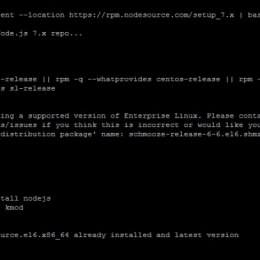 ent --location https://rpm.nodesource.com/setup_7.x | bas
ode.js 7.x repo...
-release || rpm -q --whatprovides centos-release || rpm -
s sl-release
ing a supported version of Enterprise Linux. Please conta
s/issues if you think this is incorrect or would like you
distribution package' name: schmooze-release-6-6.el6.shmz
tall nodejs
kmod
urce.el6.x86_64 already installed and latest version